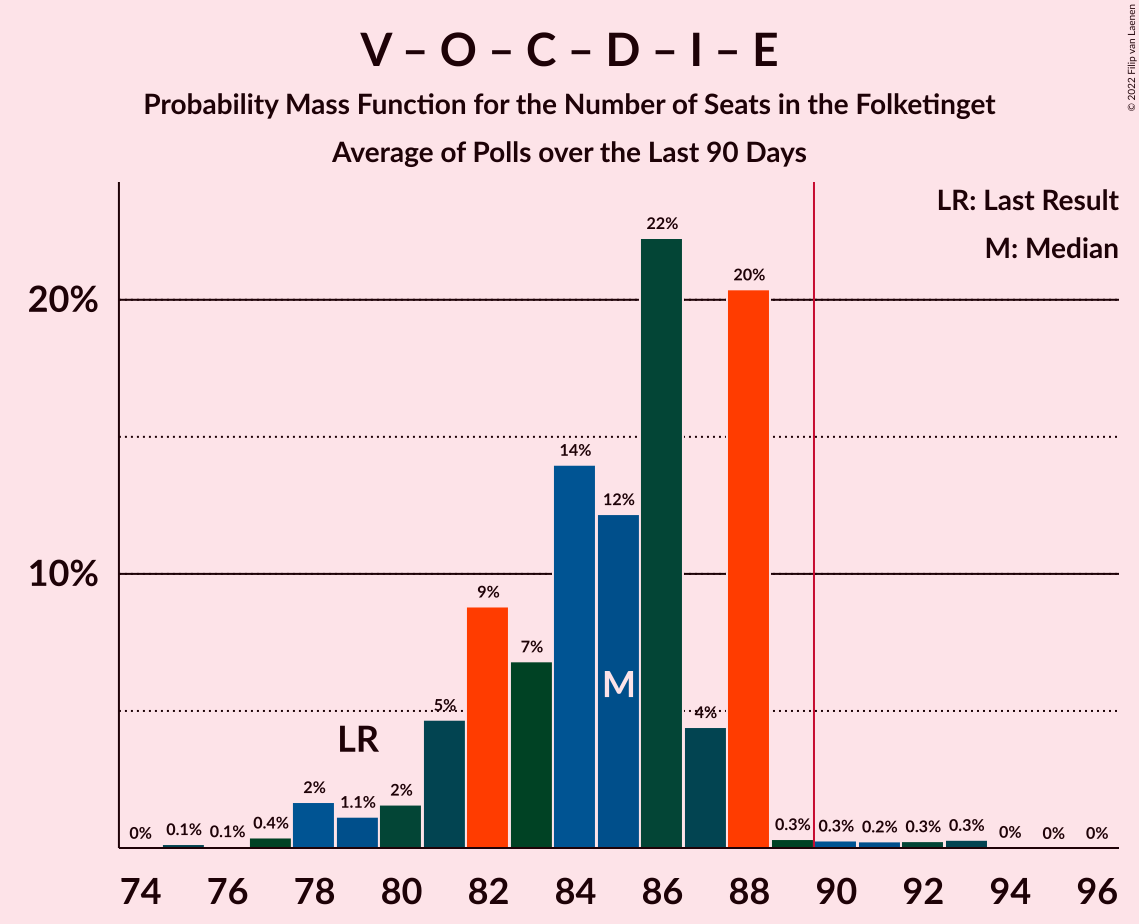 V – O – C – D – I – E
Probability Mass Function for the Number of Seats in the Folketinget
Average of Polls over the Last 90 Days
© 2022 Filip van Laenen
LR: Last Result
M: Median
20%
10%
0%
0.1%
0.1%
0.4%
2%
1.1%
2%
5%
9%
7%
14%
12%
22%
4%
20%
0.3%
0.3%
0.2%
0.3%
0.3%
0%
0%
0%
LR
M
74 76 78 80 82 84 86 88 90 92 94 96